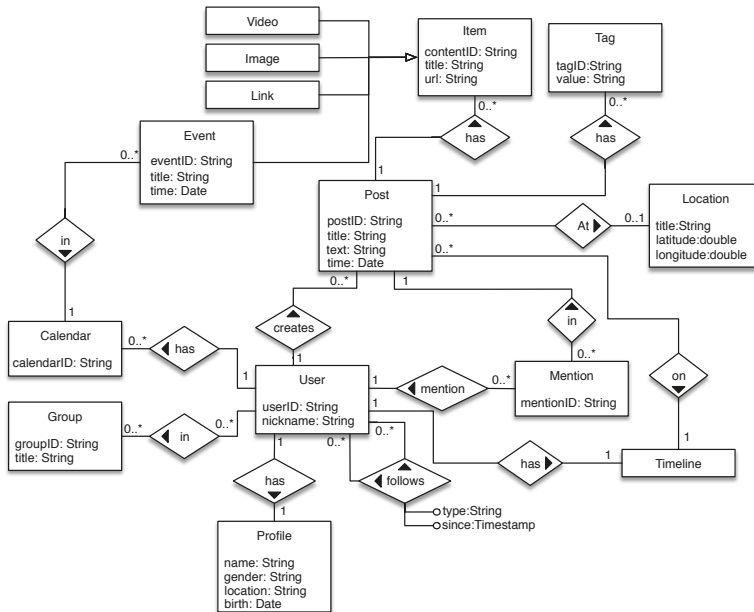 Video
Image
Link
Item
contentID: String
title: String
url: String
Tag
tagID:String
value: String
0..*
0..*
has
has
Event
eventID: String
title: String
time: Date
0..*
1
1
Post
postID: String
title: String
text: String
time: Date
0..*
At
0..1
Location
title:String
latitude:double
longitude:double
0..*
in
1
0..*
1
creates
in
0..*
on
1
Calendar
calendarID: String
0..*
has
1
1
User
userID: String
nickname: String
1
mention
0..*
Mention
mentionID: String
Group
groupID: String
title: String
0..*
in
0..*
1
has
1
1
Timeline
1
has
1
0..*
0..*
follows
type:String
since:Timestamp
Profile
name: String
gender: String
location: String
birth: Date